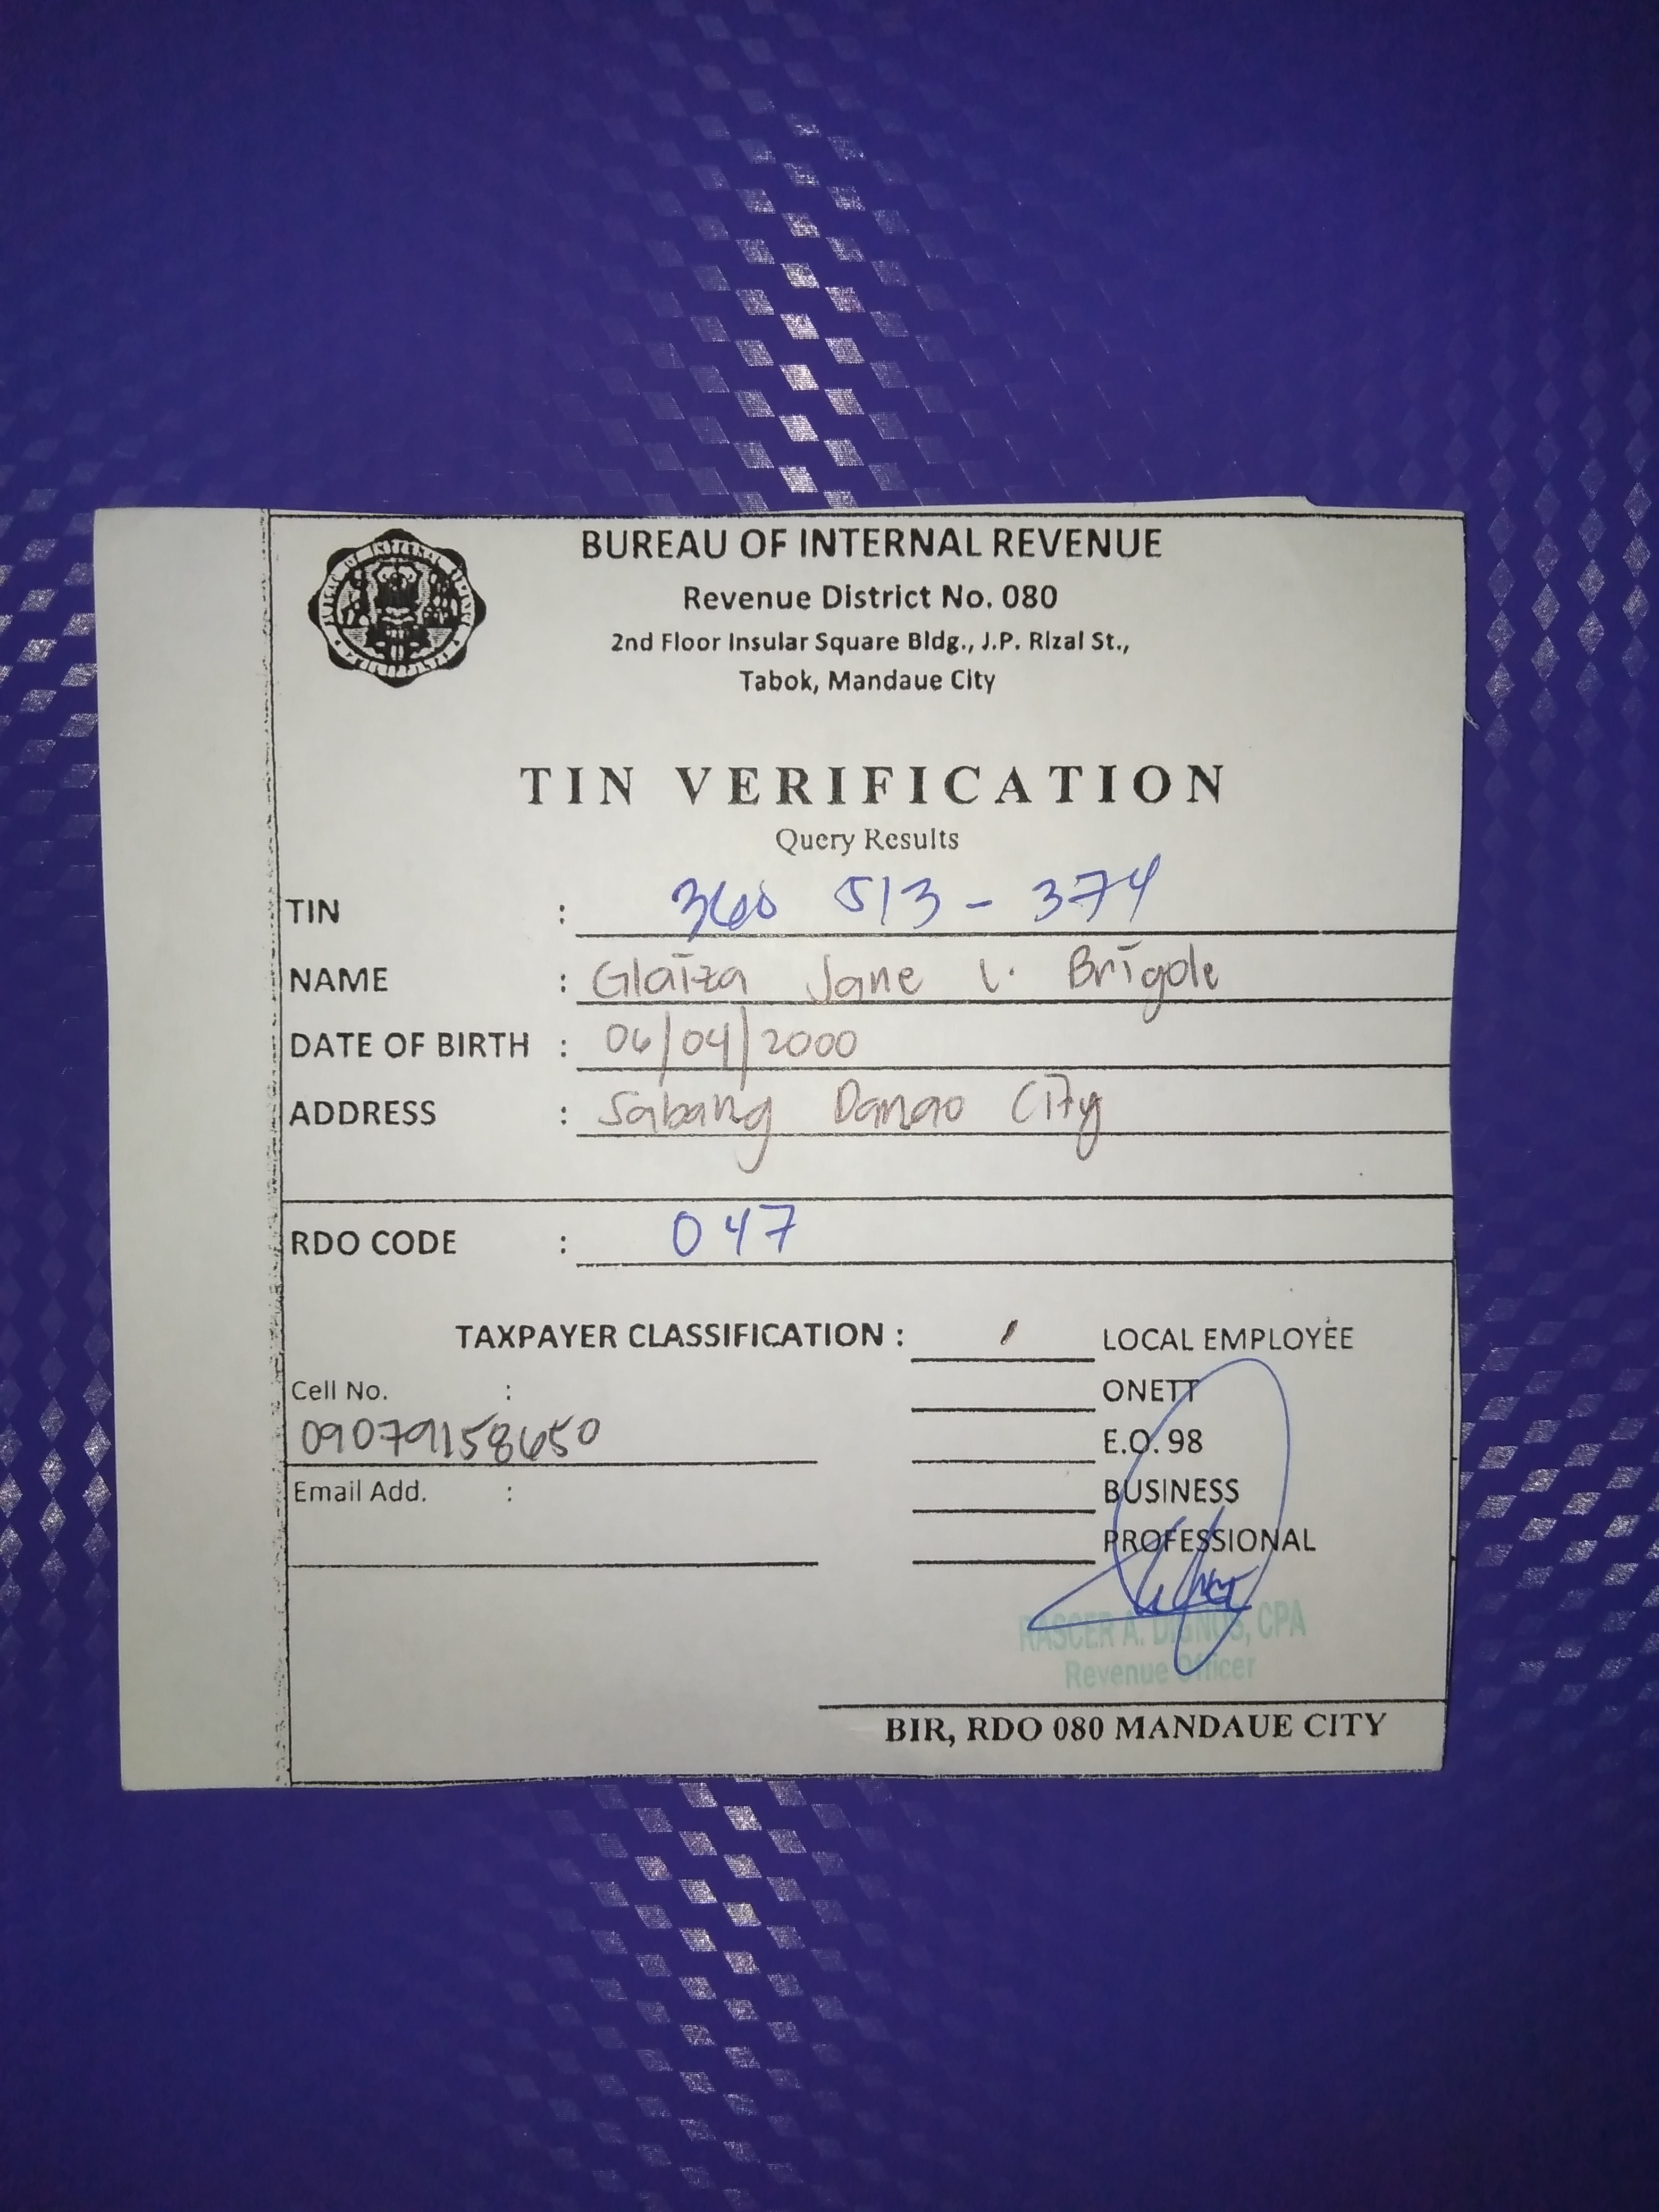 BUREAU OF INTERNAL REVENUE
Revenue District No. 080
2nd Floor Insular Square Bldg., J.P. Rizal St.,
Tabok, Mandaue City
TIN VERIFICATION
Query Results
TIN : 360 513 - 374
NAME : Glaiza Jane L. Brigole
DATE OF BIRTH : 06/04/2000
ADDRESS : Sabang Danao City
RDO CODE : 047
TAXPAYER CLASSIFICATION : / LOCAL EMPLOYEE
Cell No. :
ONETT
09079158650
E.O. 98
Email Add. :
BUSINESS
PROFESSIONAL
RASCER A. DIGNOS, CPA
Revenue Officer
BIR, RDO 080 MANDAUE CITY